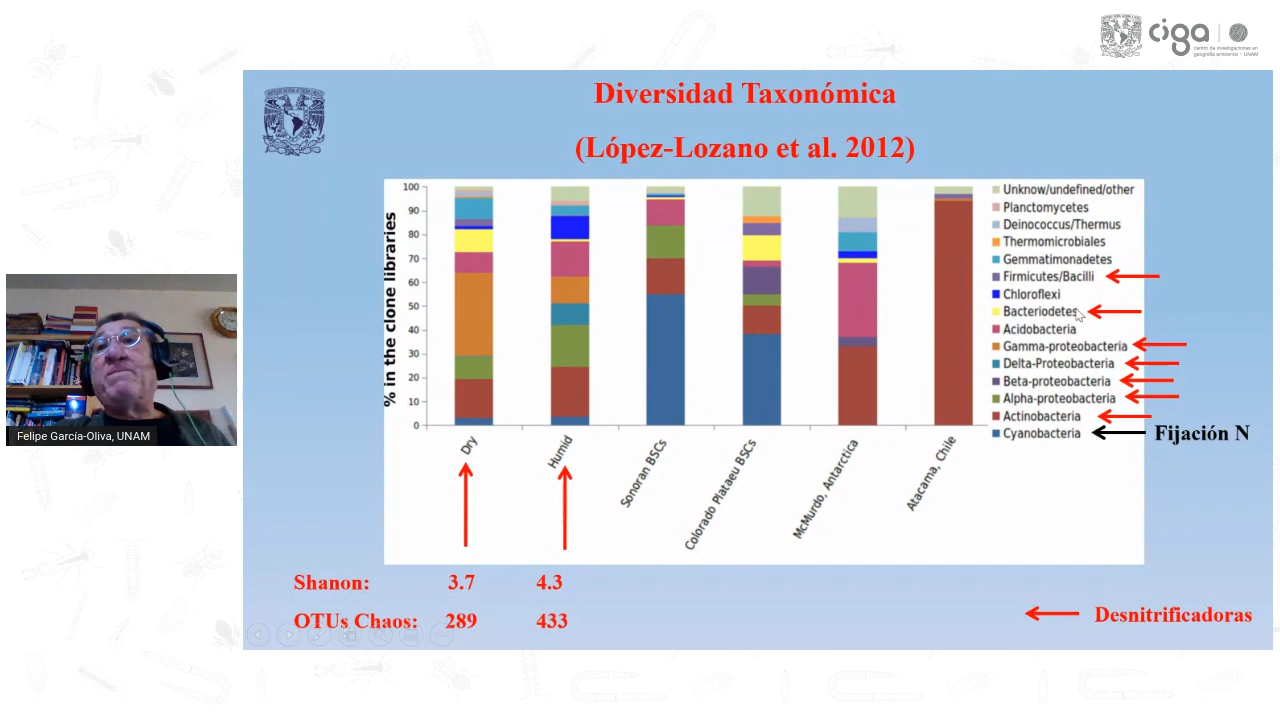 ciga
centro de investigaciones en
geografía ambiental - UNAM
Diversidad Taxonómica
(López-Lozano et al. 2012)
% in the clone libraries
100
90
80
70
60
50
40
30
20
10
0
Dry
Humid
Sonoran BSCs
Colorado Plataeu BSCs
McMurdo, Antarctica
Atacama, Chile
Unknow/undefined/other
Planctomycetes
Deinococcus/Thermus
Thermomicrobiales
Gemmatimonadetes
Firmicutes/Bacilli
Chloroflexi
Bacteriodetes
Acidobacteria
Gamma-proteobacteria
Delta-Proteobacteria
Beta-proteobacteria
Alpha-proteobacteria
Actinobacteria
Cyanobacteria
Fijación N
Felipe García-Oliva, UNAM
Shanon: 3.7 4.3
OTUs Chaos: 289 433
Desnitrificadoras